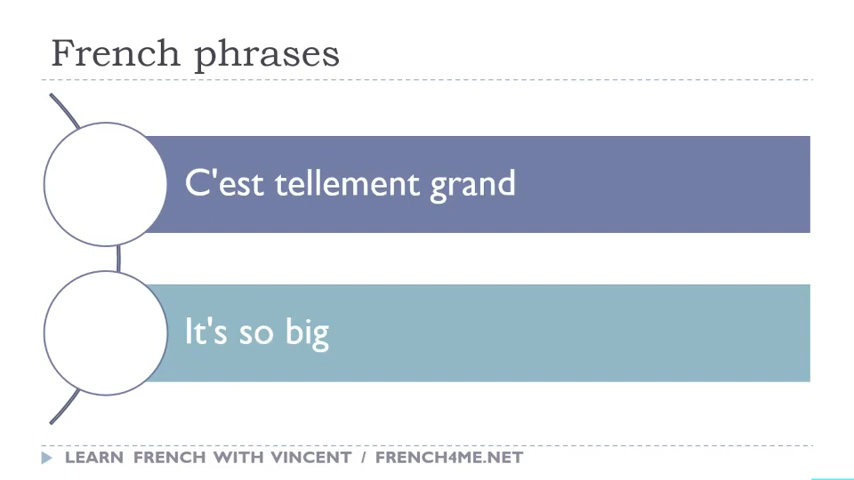 French phrases
C'est tellement grand
It's so big
LEARN FRENCH WITH VINCENT / FRENCH4ME.NET